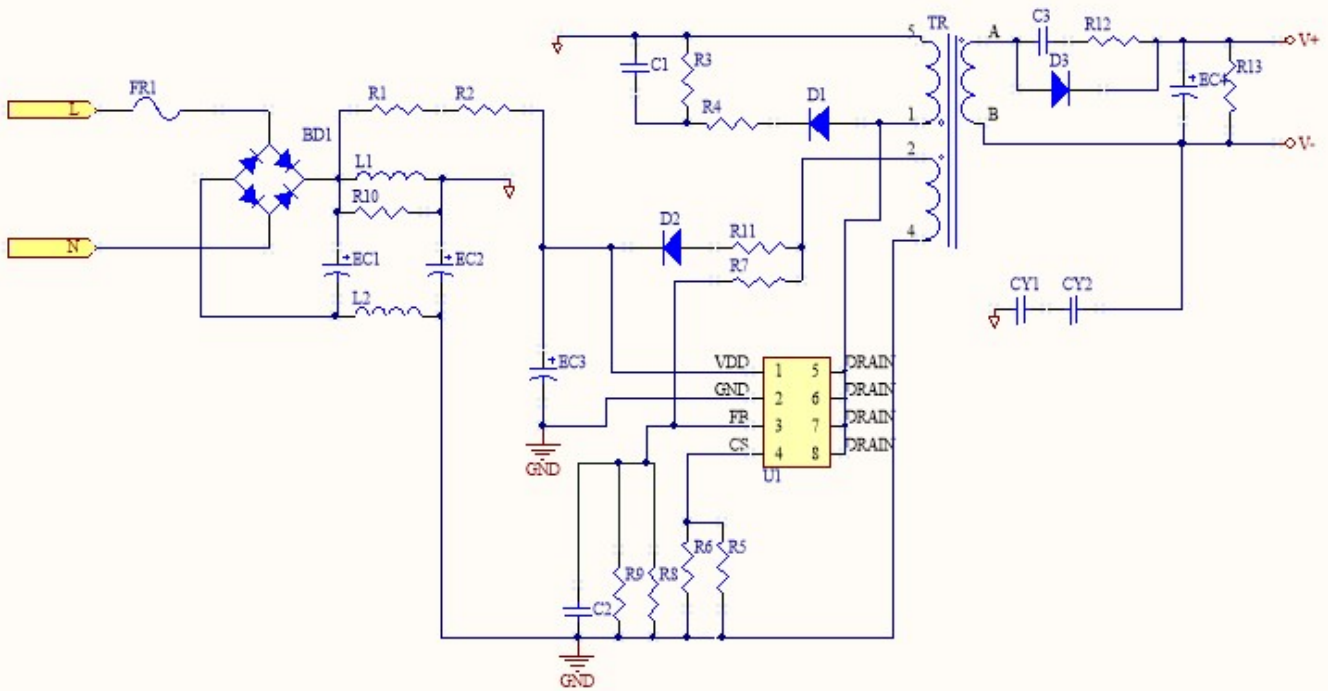 5
TR
A
C3
R12
V+
C1
R3
D3
EC4
R13
FR1
R1
R2
R4
D1
L
1
B
V-
BD1
2
L1
R10
D2
R11
4
N
EC1
EC2
R7
L2
CY1
CY2
EC3
VDD
1
5
DRAIN
GND
2
6
DRAIN
FB
3
7
DRAIN
CS
4
8
DRAIN
GND
U1
R9
R8
R6
R5
C2
GND